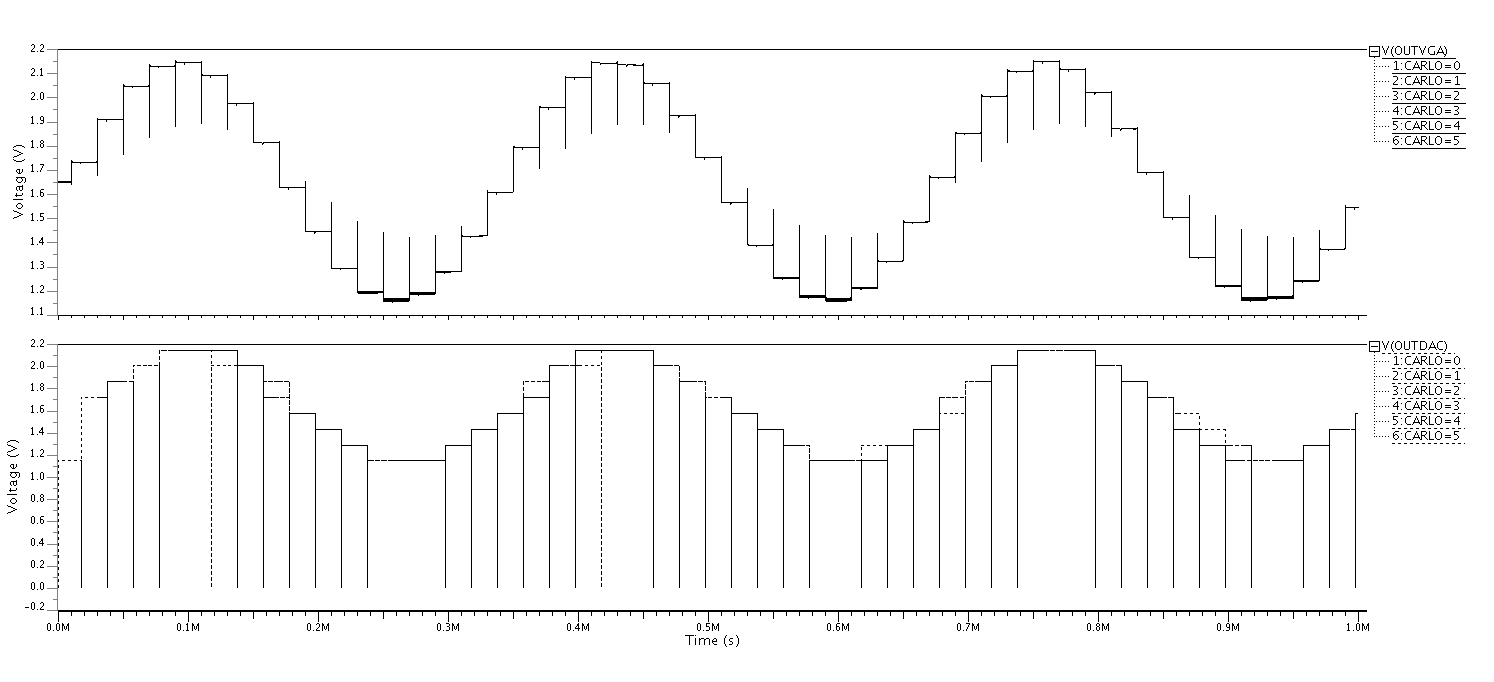 2.2
2.1
2.0
1.9
1.8
1.7
1.6
1.5
1.4
1.3
1.2
1.1
Voltage (V)
V(OUTVGA)
1:CARLO=0
2:CARLO=1
3:CARLO=2
4:CARLO=3
5:CARLO=4
6:CARLO=5
2.2
2.0
1.8
1.6
1.4
1.2
1.0
0.8
0.6
0.4
0.2
0.0
-0.2
Voltage (V)
V(OUTDAC)
1:CARLO=0
2:CARLO=1
3:CARLO=2
4:CARLO=3
5:CARLO=4
6:CARLO=5
0.0M 0.1M 0.2M 0.3M 0.4M 0.5M 0.6M 0.7M 0.8M 0.9M 1.0M
Time (s)